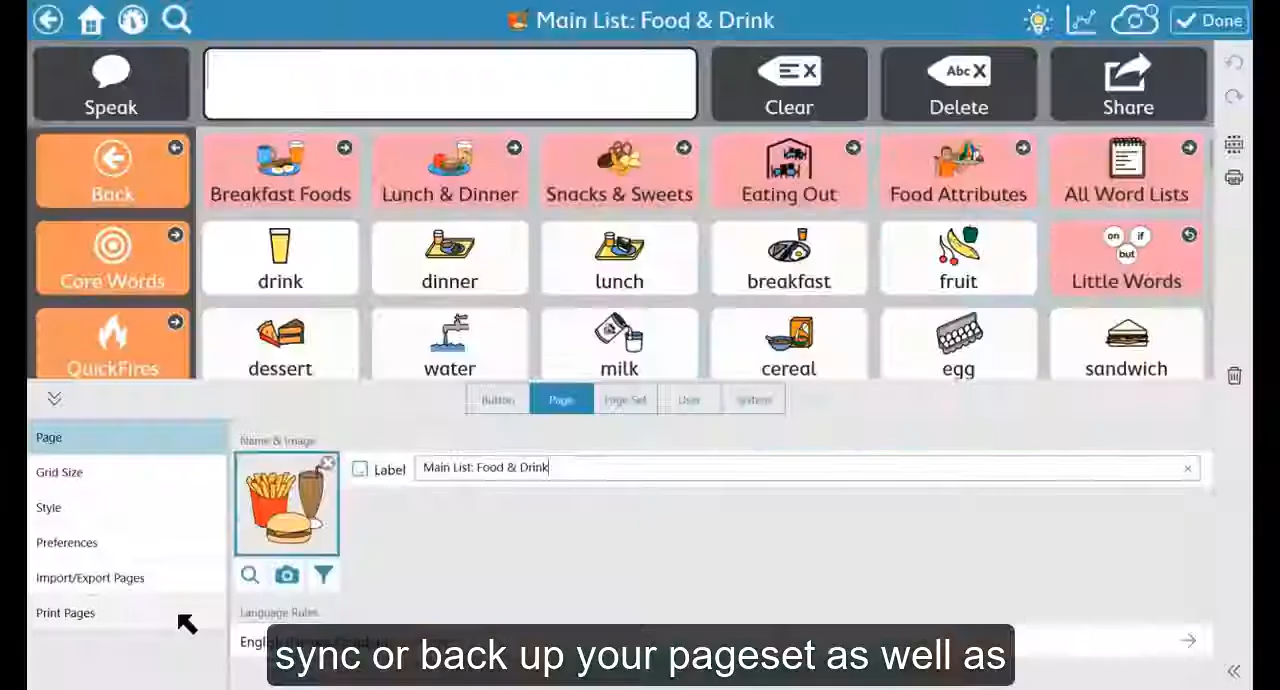 Main List: Food & Drink
Done
Speak
Clear
Abc X
Delete
Share
Back
Breakfast Foods
Lunch & Dinner
Snacks & Sweets
Eating Out
Food Attributes
All Word Lists
Core Words
drink
dinner
lunch
breakfast
fruit
on if
but
Little Words
QuickFires
dessert
water
milk
cereal
egg
sandwich
Button
Page
Page Set
User
System
Page
Name & Image
Grid Size
Label
Main List: Food & Drink
Style
Preferences
Import/Export Pages
Print Pages
Language Rules
sync or back up your pageset as well as